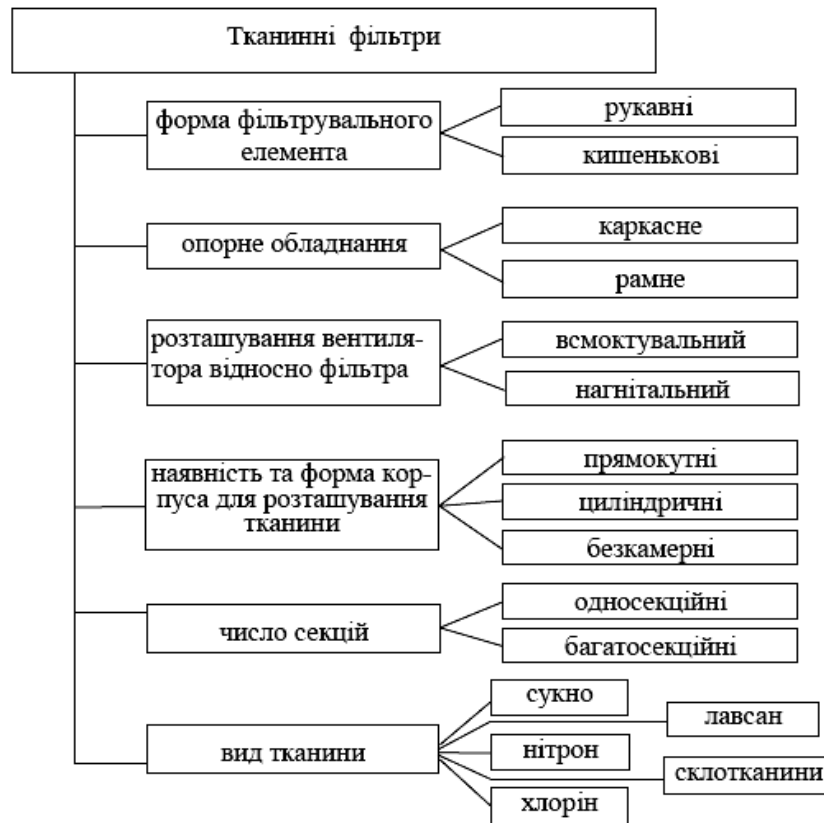 Тканинні фільтри
форма фільтрувального
елемента
рукавні
кишенькові
опорне обладнання
каркасне
рамне
розташування вентиля-
тора відносно фільтра
всмоктувальний
нагнітальний
наявність та форма кор-
пуса для розташування
тканини
прямокутні
циліндричні
безкамерні
число секцій
односекційні
багатосекційні
вид тканини
сукно
лавсан
нітрон
склотканини
хлорін